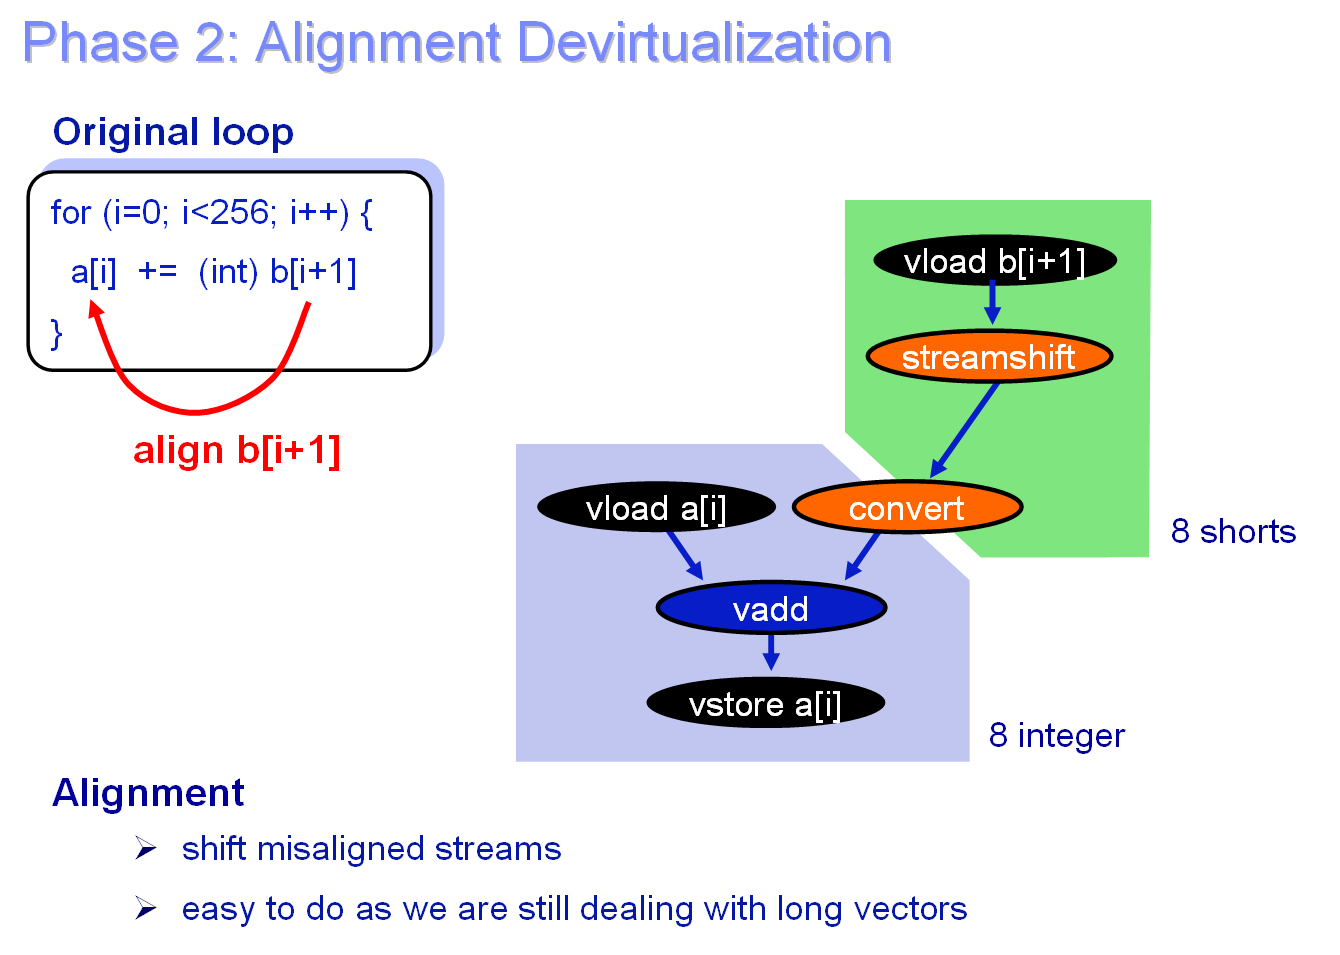 Phase 2: Alignment Devirtualization
Original loop
for (i=0; i<256; i++) {
a[i] += (int) b[i+1]
}
align b[i+1]
vload b[i+1]
streamshift
vload a[i]
convert
8 shorts
vadd
vstore a[i]
8 integer
Alignment
shift misaligned streams
easy to do as we are still dealing with long vectors